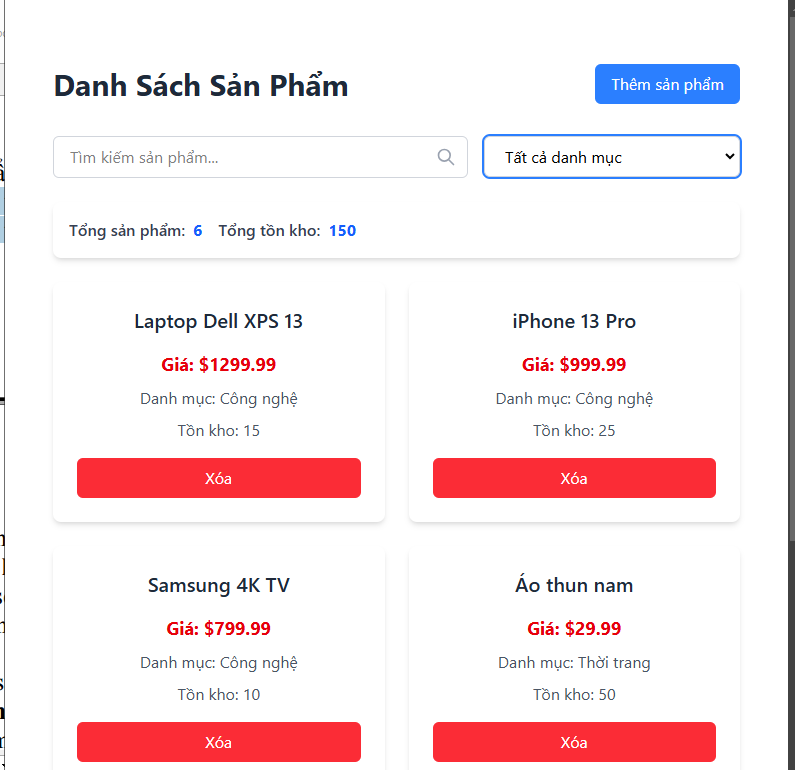 Danh Sách Sản Phẩm
Thêm sản phẩm
Tìm kiếm sản phẩm...
Tất cả danh mục
Tổng sản phẩm: 6 Tổng tồn kho: 150
Laptop Dell XPS 13
Giá: $1299.99
Danh mục: Công nghệ
Tồn kho: 15
Xóa
iPhone 13 Pro
Giá: $999.99
Danh mục: Công nghệ
Tồn kho: 25
Xóa
Samsung 4K TV
Giá: $799.99
Danh mục: Công nghệ
Tồn kho: 10
Xóa
Áo thun nam
Giá: $29.99
Danh mục: Thời trang
Tồn kho: 50
Xóa